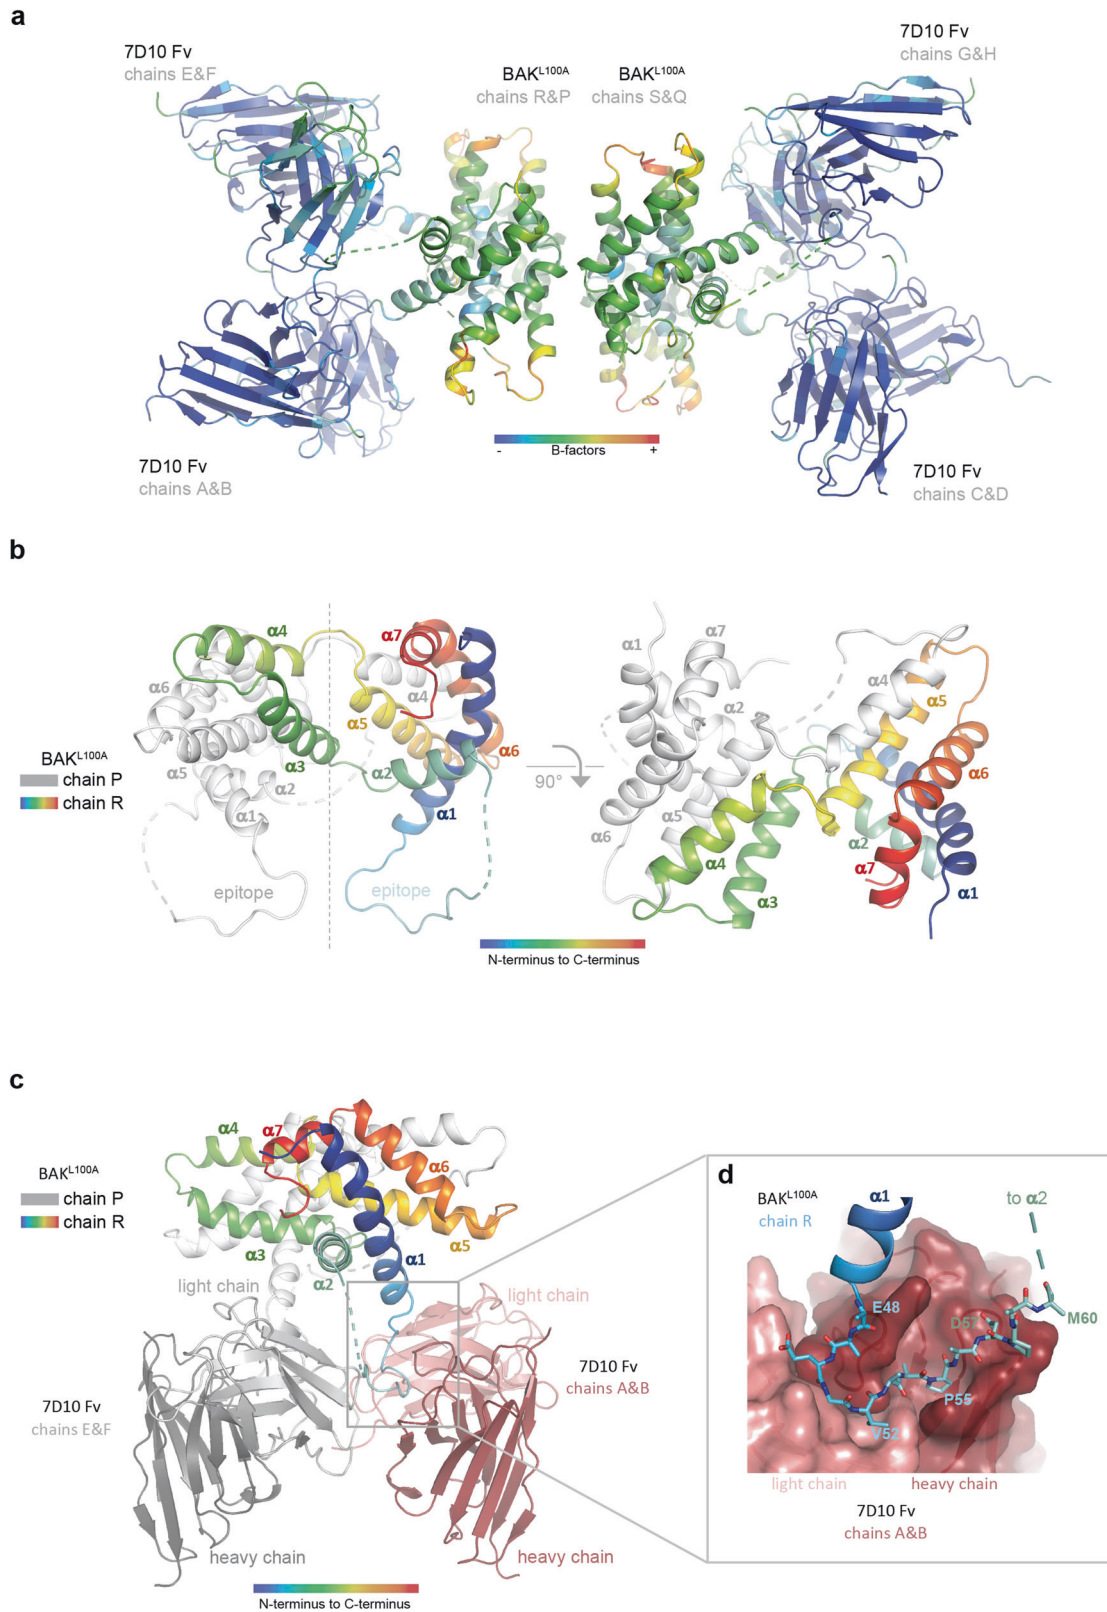 a
7D10 Fv
chains E&F
BAK^L100A
chains R&P
BAK^L100A
chains S&Q
7D10 Fv
chains G&H
7D10 Fv
chains A&B
-
B-factors
+
7D10 Fv
chains C&D
b
α4
α7
α6
α4
α5
α3
α5
α2
α2
α6
α1
α1
epitope
epitope
BAK^L100A
chain P
chain R
90°
α1
α7
α4
α2
α5
α6
α5
α6
α4
α2
α7
α3
α1
N-terminus to C-terminus
c
BAK^L100A
chain P
chain R
α4
α7
α6
α3
α2
α1
α5
light chain
light chain
7D10 Fv
chains A&B
7D10 Fv
chains E&F
heavy chain
heavy chain
N-terminus to C-terminus
d
BAK^L100A
chain R
α1
to α2
E48
D57
M60
P55
V52
light chain
heavy chain
7D10 Fv
chains A&B